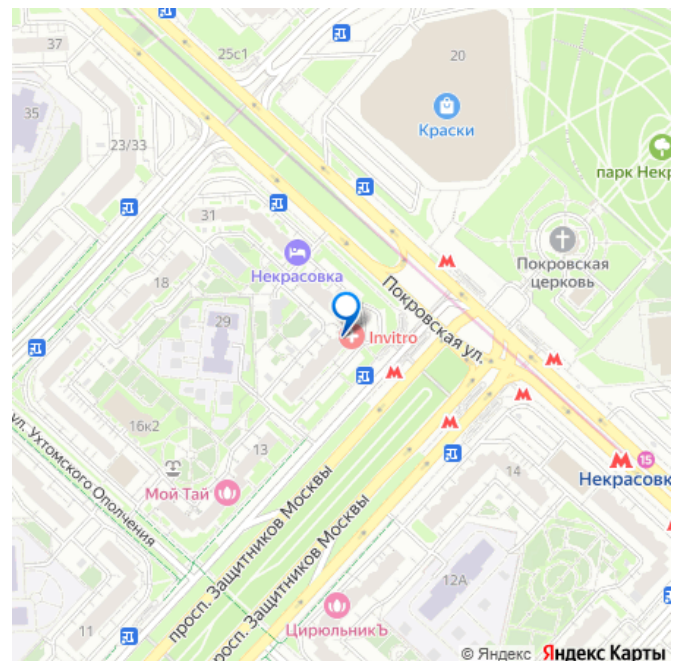 37
25с1
20
35
Краски
23/33
парк Некр
31
Покровская
церковь
Некрасовка
18
Покровская ул.
29
Invitro
16к2
13
15
Некрасовк
ул. Ухтомского Ополчения
Мой Тай
14
просп. Защитников Москвы
просп. Защитников Москвы
12А
11
ЦирюльникЪ
© Яндекс Яндекс Карты